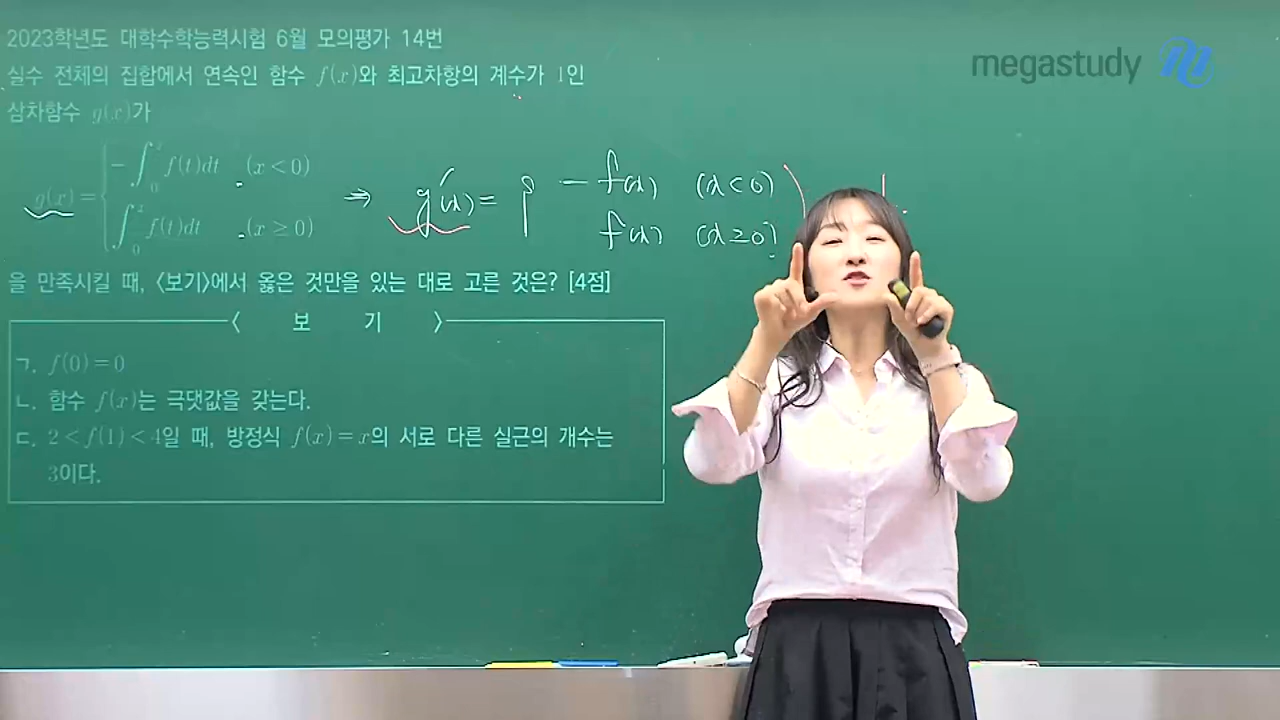 2023학년도 대학수학능력시험 6월 모의평가 14번
megastudy
실수 전체의 집합에서 연속인 함수 f(x)와 최고차항의 계수가 1인
삼차함수 g(x)가
g(x) = { -∫₀ˣ f(t)dt (x<0)
∫₀ˣ f(t)dt (x≥0)
⇒ g'(x) = { -f(x) (x<0)
f(x) (x≥0)
을 만족시킬 때, 〈보기〉에서 옳은 것만을 있는 대로 고른 것은? [4점]
〈 보 기 〉
ㄱ. f(0)=0
ㄴ. 함수 f(x)는 극댓값을 갖는다.
ㄷ. 2<f(1)<4일 때, 방정식 f(x)=x의 서로 다른 실근의 개수는
3이다.